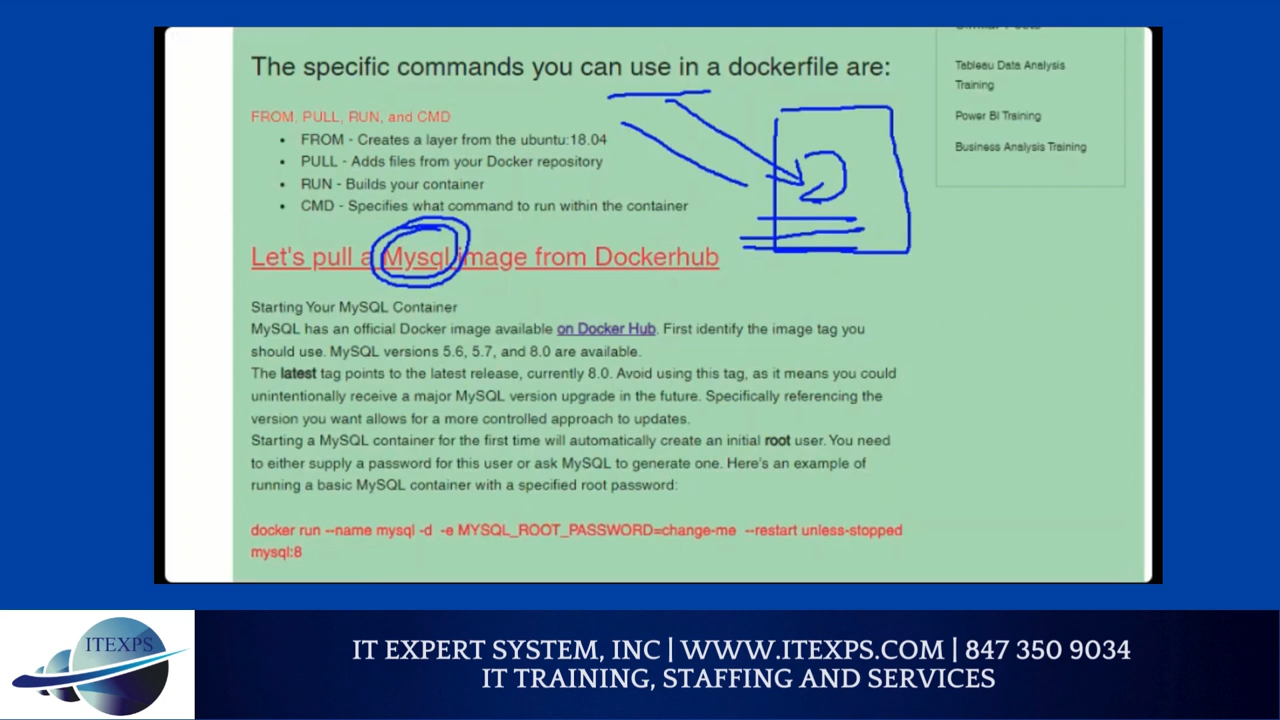 The specific commands you can use in a dockerfile are:
FROM, PULL, RUN, and CMD
FROM - Creates a layer from the ubuntu:18.04
PULL - Adds files from your Docker repository
RUN - Builds your container
CMD - Specifies what command to run within the container
Let's pull a Mysql image from Dockerhub
Starting Your MySQL Container
MySQL has an official Docker image available on Docker Hub. First identify the image tag you
should use. MySQL versions 5.6, 5.7, and 8.0 are available.
The latest tag points to the latest release, currently 8.0. Avoid using this tag, as it means you could
unintentionally receive a major MySQL version upgrade in the future. Specifically referencing the
version you want allows for a more controlled approach to updates.
Starting a MySQL container for the first time will automatically create an initial root user. You need
to either supply a password for this user or ask MySQL to generate one. Here's an example of
running a basic MySQL container with a specified root password:
docker run --name mysql -d -e MYSQL_ROOT_PASSWORD=change-me --restart unless-stopped
mysql:8
Tableau Data Analysis
Training
Power BI Training
Business Analysis Training
ITEXPS
IT EXPERT SYSTEM, INC | WWW.ITEXPS.COM | 847 350 9034
IT TRAINING, STAFFING AND SERVICES